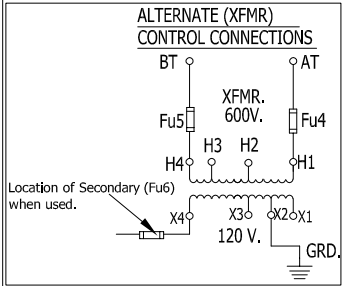 ALTERNATE (XFMR)
CONTROL CONNECTIONS
BT
AT
XFMR.
600V.
Fu5
Fu4
H3
H2
H4
H1
Location of Secondary (Fu6)
when used.
X4
X3
X2
X1
120 V.
GRD.